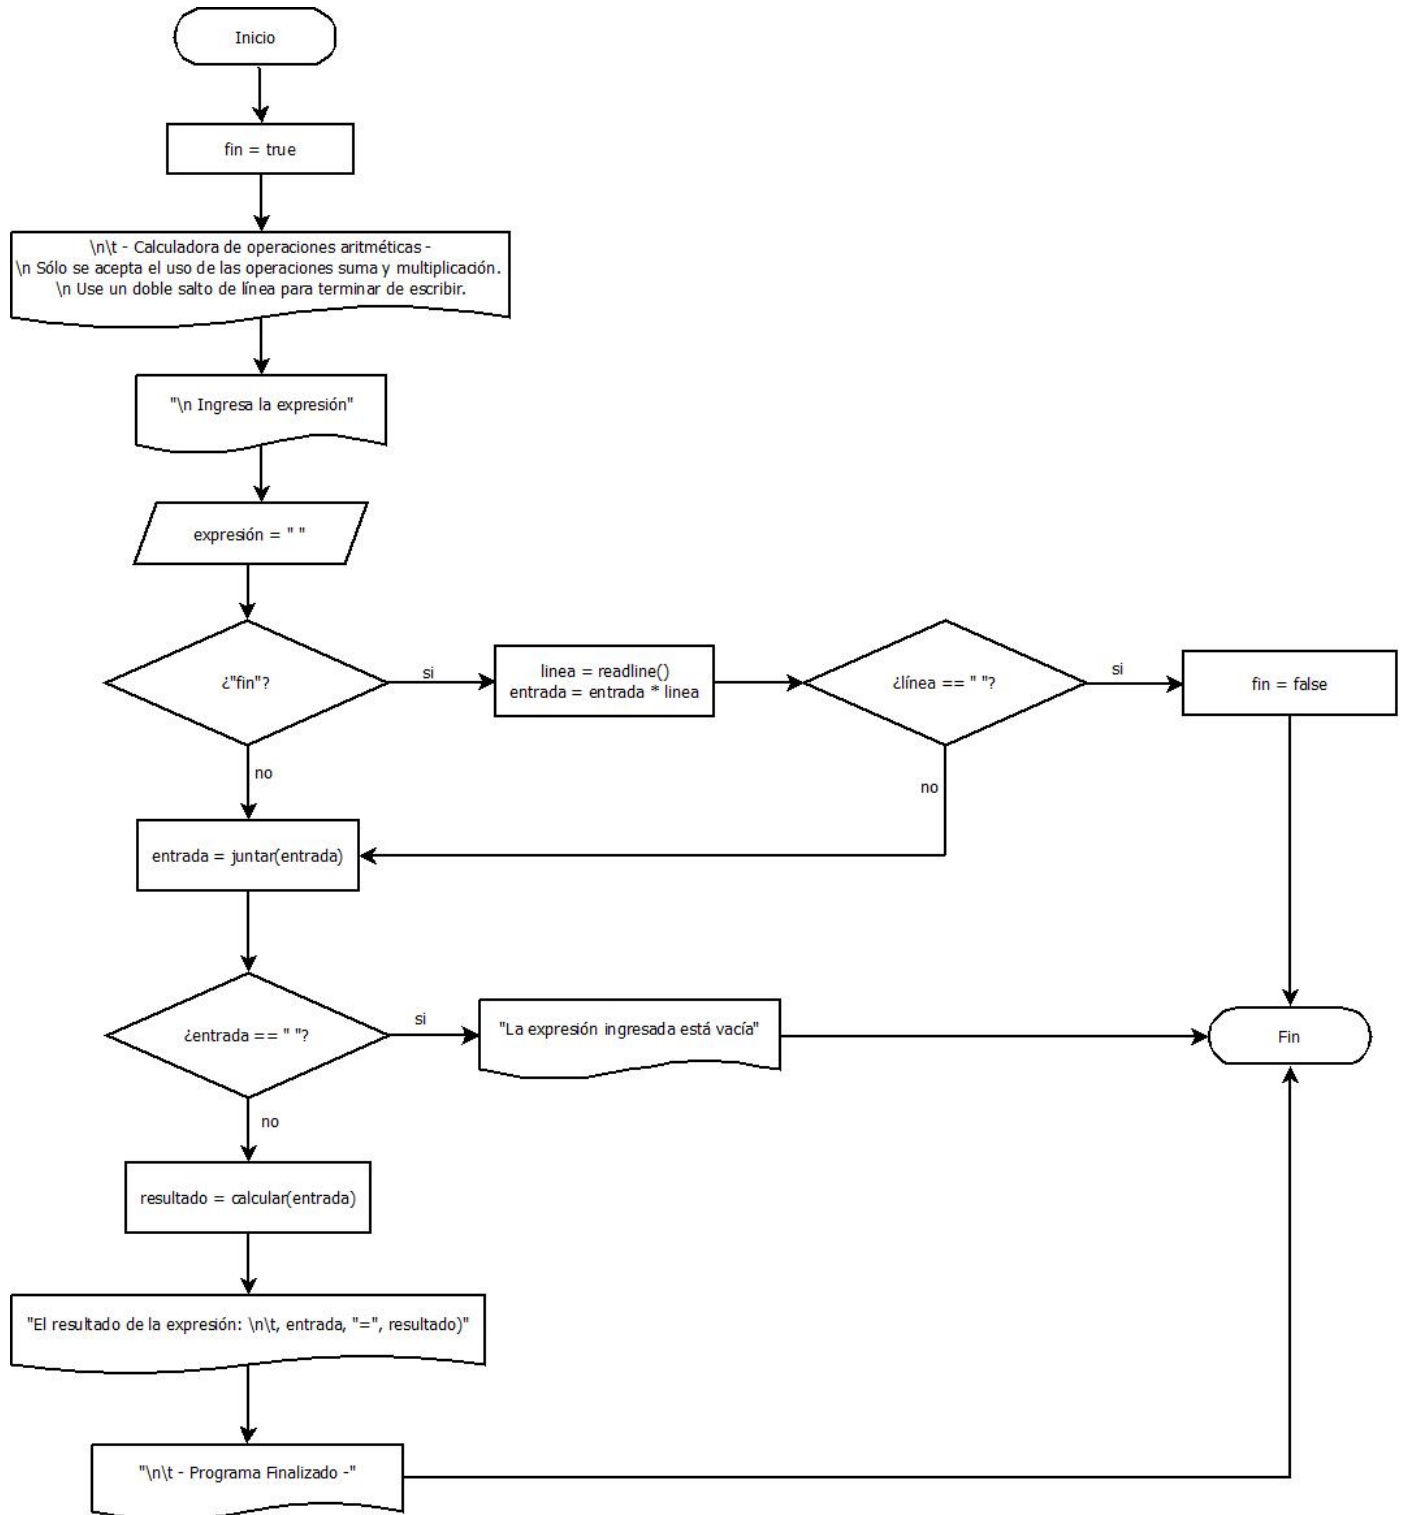 Inicio
fin = true
\n\t - Calculadora de operaciones aritméticas -
\n Sólo se acepta el uso de las operaciones suma y multiplicación.
\n Use un doble salto de línea para terminar de escribir.
"\n Ingresa la expresión"
expresión = " "
¿"fin"?
si
linea = readline()
entrada = entrada * linea
¿línea == " "?
si
fin = false
no
no
entrada = juntar(entrada)
¿entrada == " "?
si
"La expresión ingresada está vacía"
Fin
no
resultado = calcular(entrada)
"El resultado de la expresión: \n\t, entrada, "=", resultado)"
"\n\t - Programa Finalizado -"